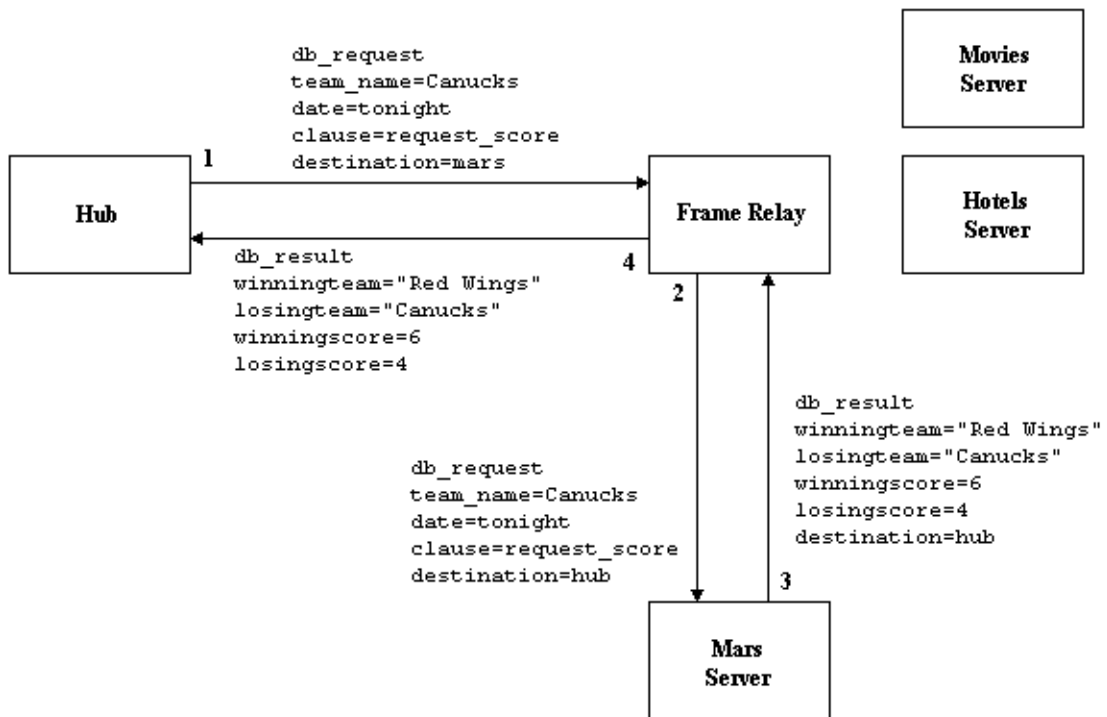 db_request
team_name=Canucks
date=tonight
clause=request_score
destination=mars
Movies
Server
1
Hub
Frame Relay
Hotels
Server
4
2
db_result
winningteam="Red Wings"
losingteam="Canucks"
winningscore=6
losingscore=4
db_request
team_name=Canucks
date=tonight
clause=request_score
destination=hub
db_result
winningteam="Red Wings"
losingteam="Canucks"
winningscore=6
losingscore=4
destination=hub
3
Mars
Server